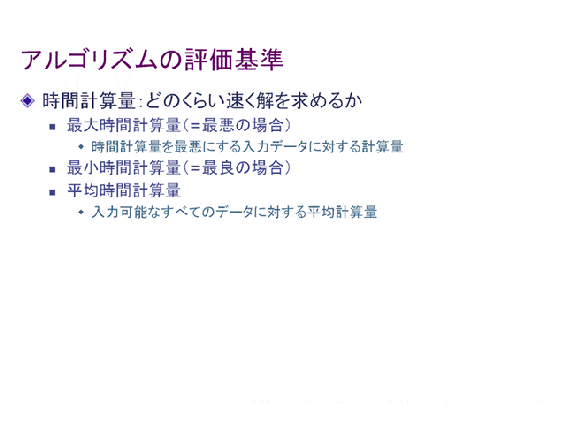 アルゴリズムの評価基準
時間計算量:どのくらい速く解を求めるか
最大時間計算量(=最悪の場合)
時間計算量を最悪にする入力データに対する計算量
最小時間計算量(=最良の場合)
平均時間計算量
入力可能なすべてのデータに対する平均計算量